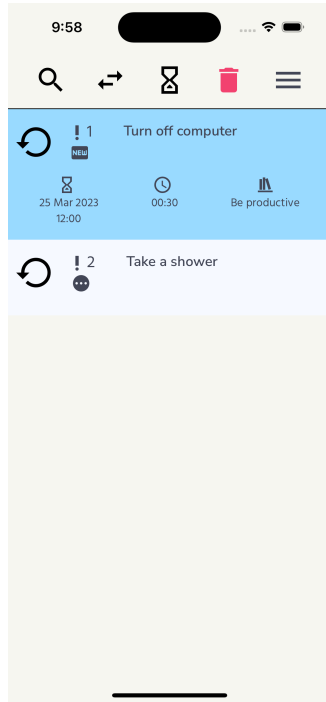 9:58
1 Turn off computer
NEW
25 Mar 2023 00:30 Be productive
12:00
2 Take a shower